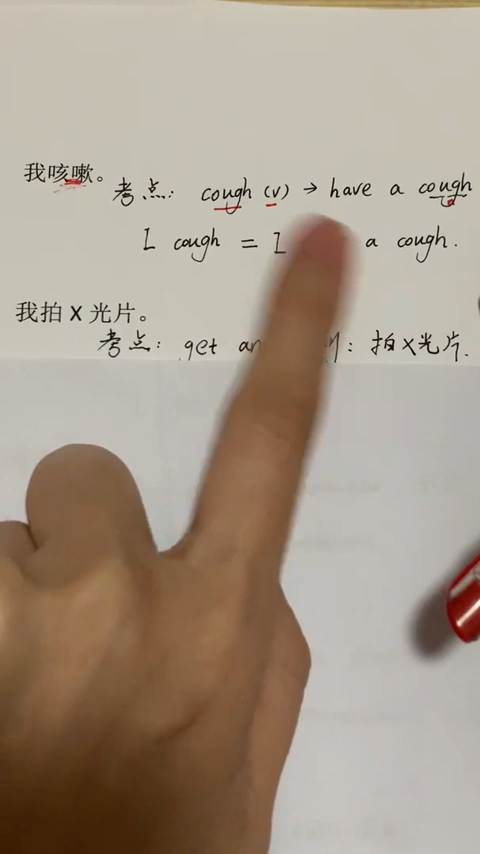 我咳嗽。
考点: cough (v) → have a cough
I cough = I a cough.
我拍 X 光片。
考点: get : 拍X光片.